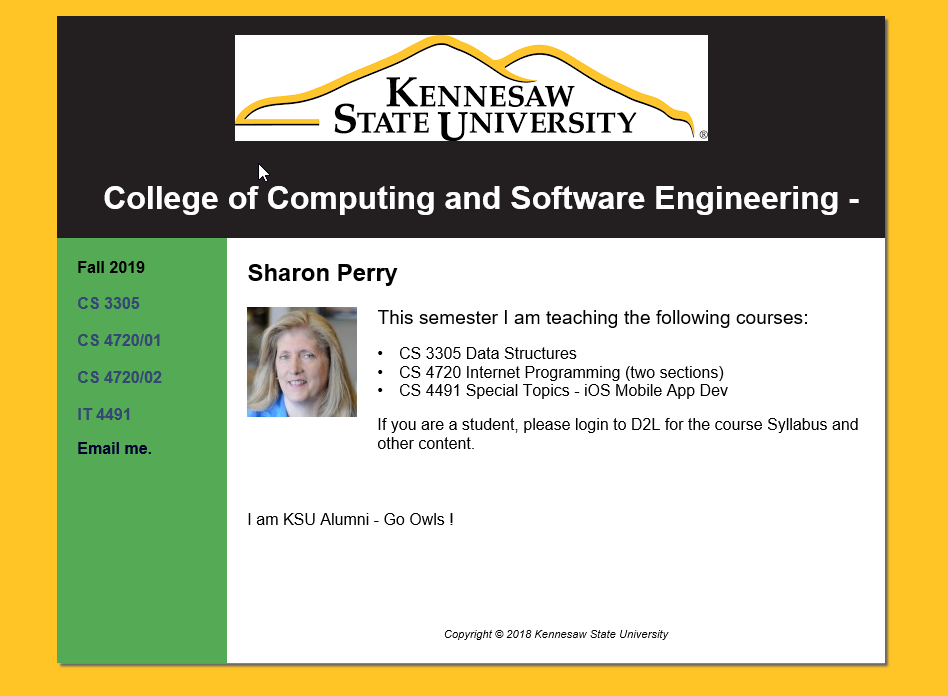 KENNESAW
STATE UNIVERSITY
®
College of Computing and Software Engineering -
Fall 2019
CS 3305
CS 4720/01
CS 4720/02
IT 4491
Email me.
Sharon Perry
This semester I am teaching the following courses:
• CS 3305 Data Structures
• CS 4720 Internet Programming (two sections)
• CS 4491 Special Topics - iOS Mobile App Dev
If you are a student, please login to D2L for the course Syllabus and
other content.
I am KSU Alumni - Go Owls !
Copyright © 2018 Kennesaw State University